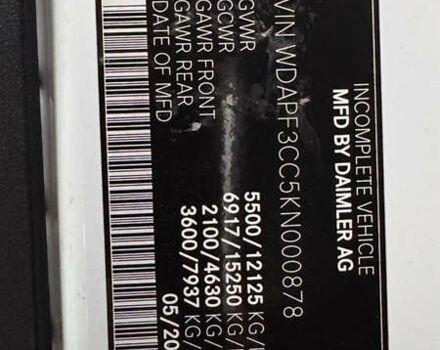 INCOMPLETE VEHICLE
MFD BY DAIMLER AG
VIN WDAPF3CC5KN000878
GVWR 5500/12125 KG/
GCWR 6917/15250 KG/
GAWR FRONT 2100/4630 KG/
GAWR REAR 3600/7937 KG/
DATE OF MFD 05/20